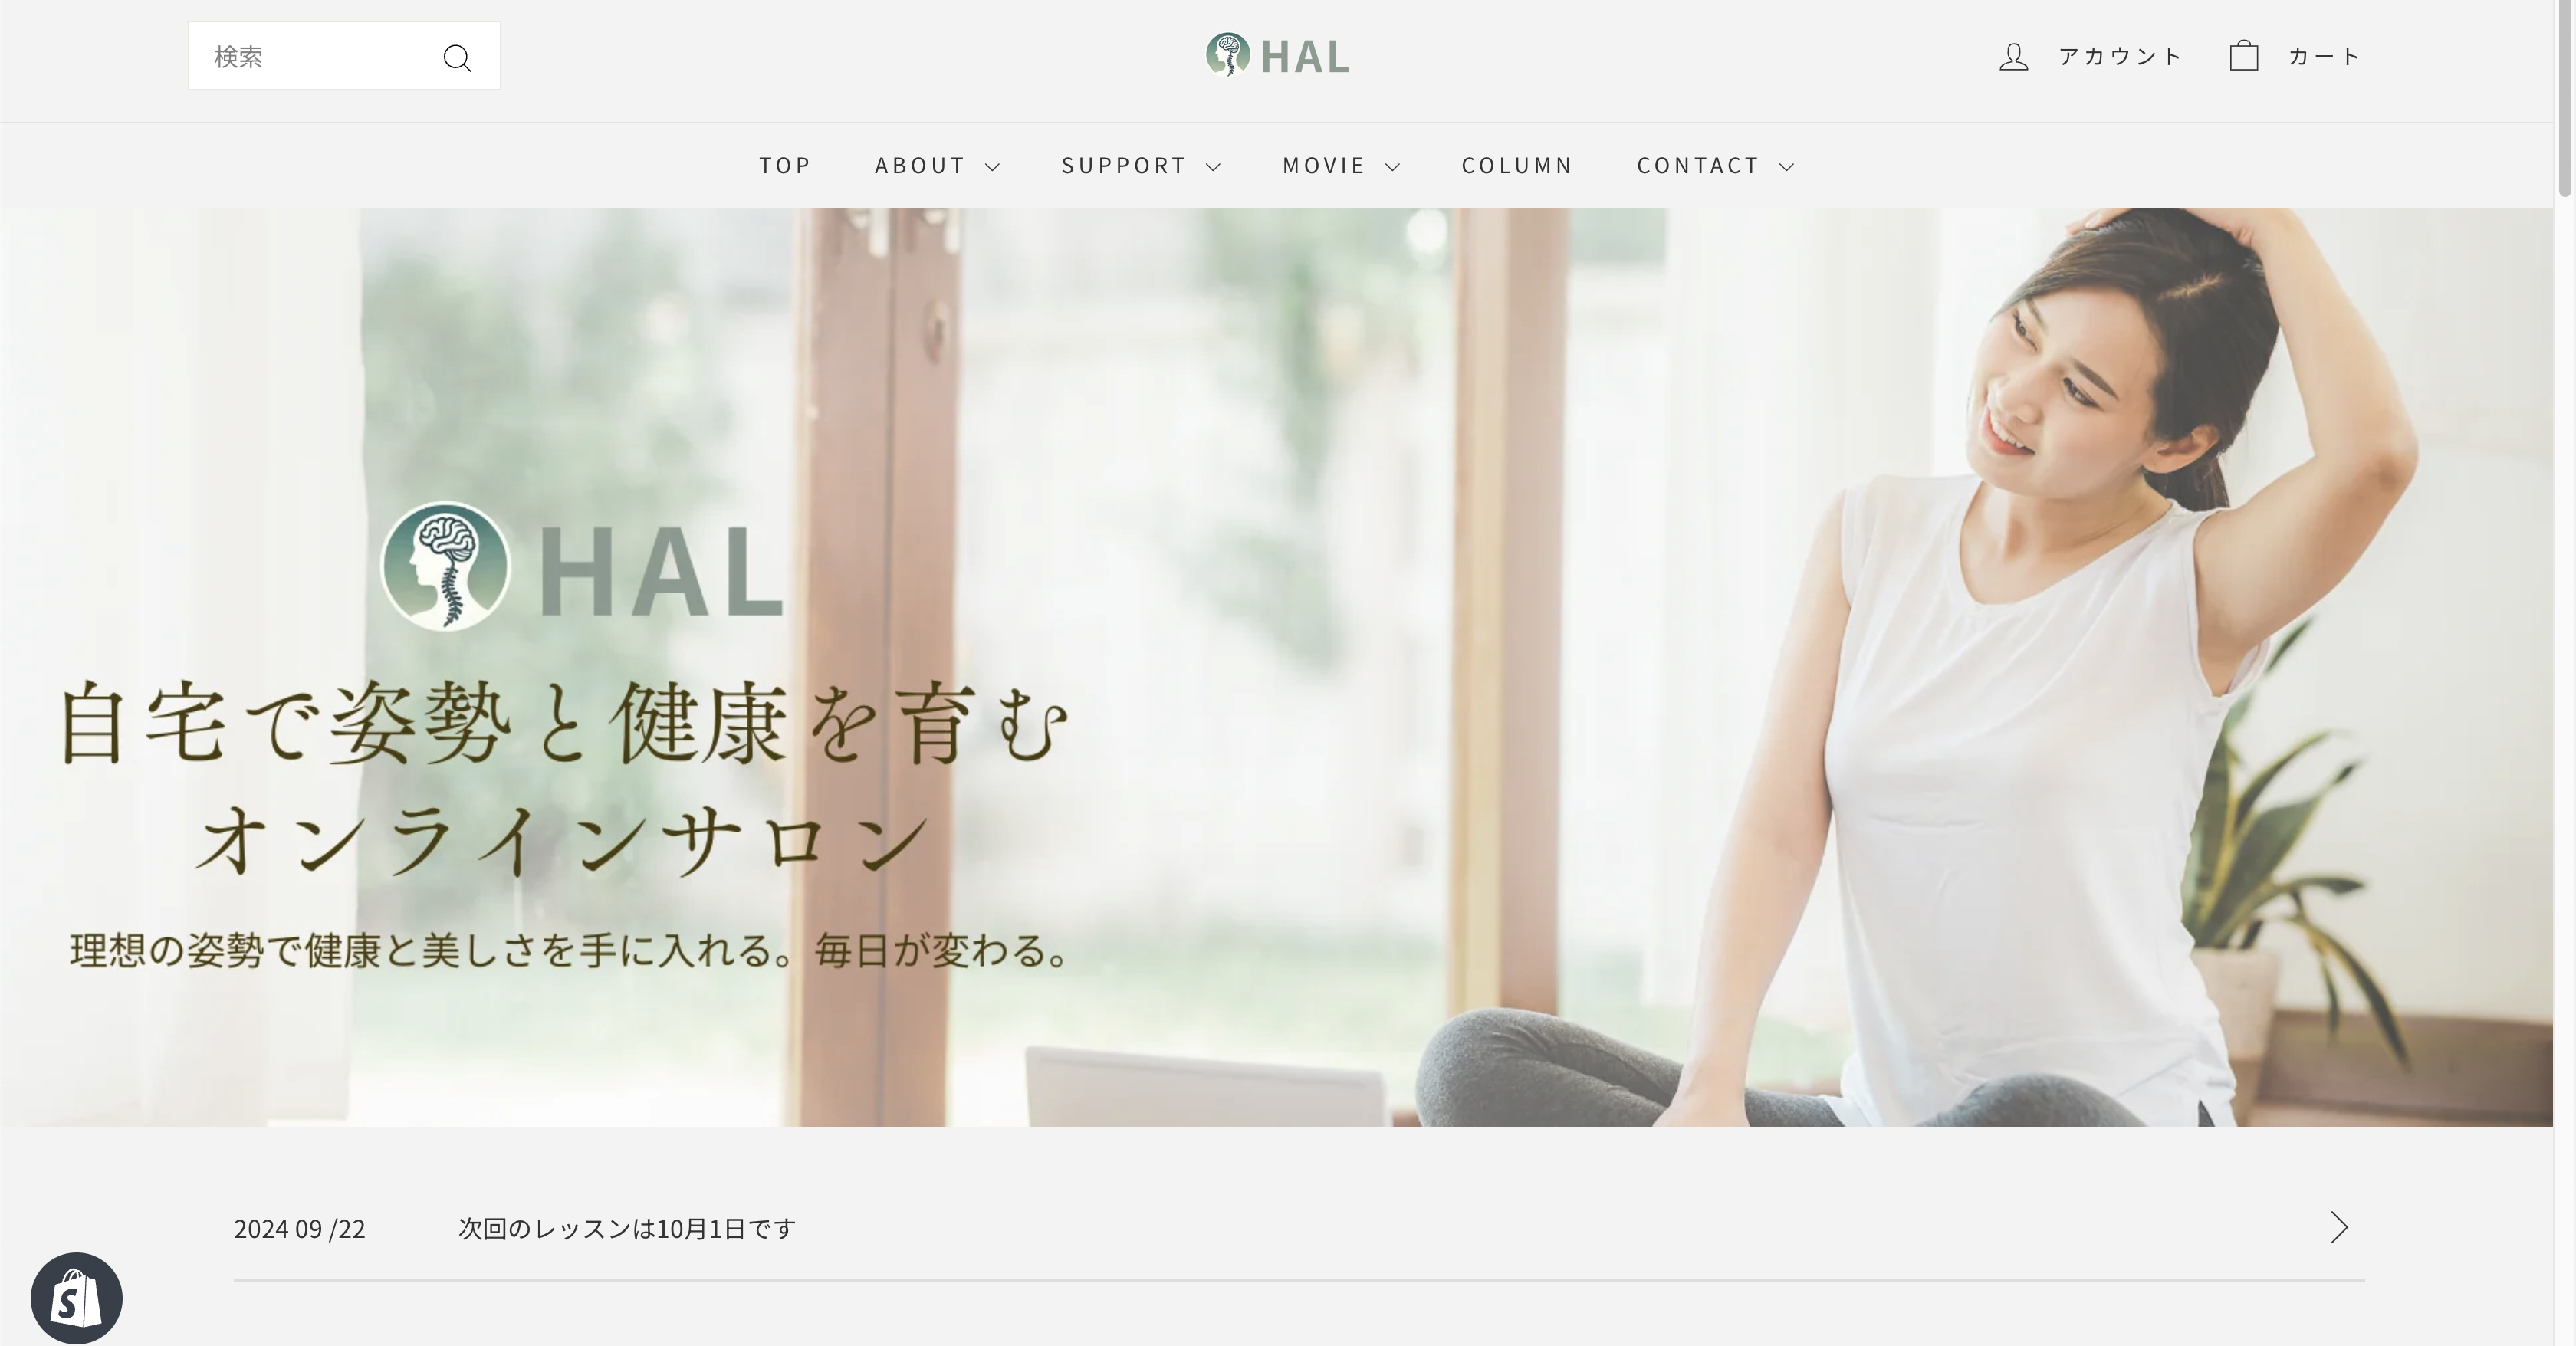 検索
HAL
アカウント
カート
TOP
ABOUT
SUPPORT
MOVIE
COLUMN
CONTACT
HAL
自宅で姿勢と健康を育む
オンラインサロン
理想の姿勢で健康と美しさを手に入れる。毎日が変わる。
2024 09 /22
次回のレッスンは10月1日です
S